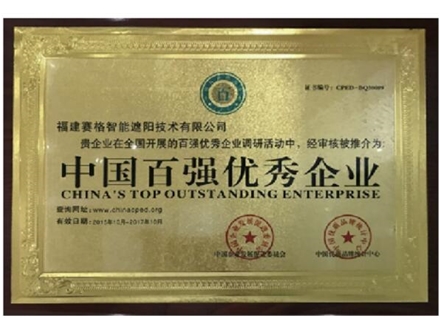 百
证书编号：CPED-BQ30009
福建赛格智能遮阳技术有限公司
贵企业在全国开展的百强优秀企业调研活动中，经审核被推介为：
中国百强优秀企业
CHINA'S TOP OUTSTANDING ENTERPRISE
查询网址：www.chinacped.org